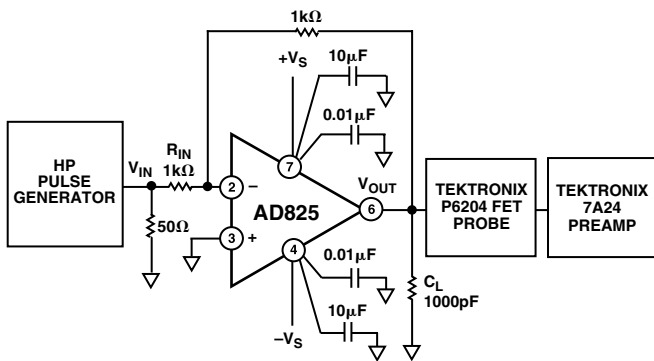 1kΩ
+VS
10µF
0.01µF
HP
PULSE
GENERATOR
VIN
RIN
1kΩ
50Ω
2
−
3
+
7
AD825
4
6
VOUT
TEKTRONIX
P6204 FET
PROBE
TEKTRONIX
7A24
PREAMP
0.01µF
10µF
−VS
CL
1000pF